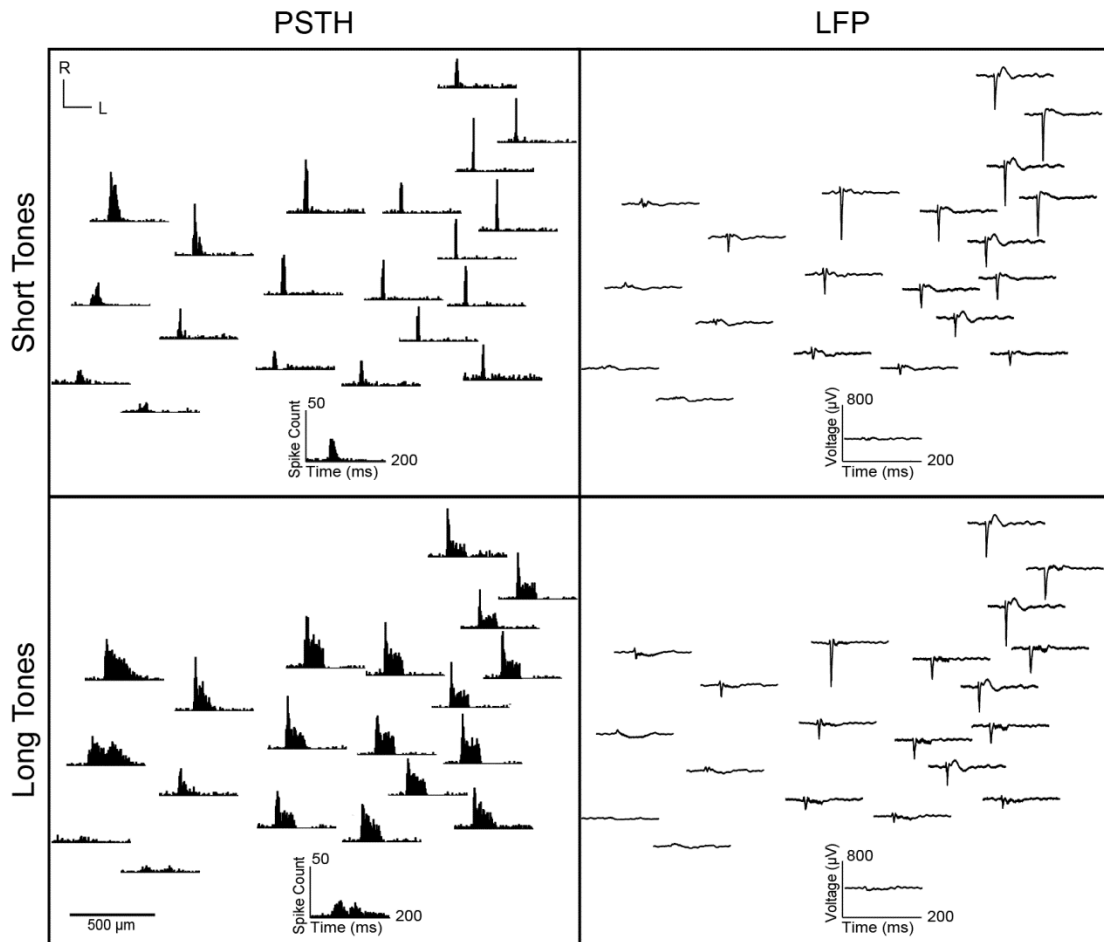 PSTH
LFP
R
L
Short Tones
50
Spike Count
200
Time (ms)
800
Voltage (µV)
200
Time (ms)
Long Tones
50
Spike Count
200
Time (ms)
500 µm
800
Voltage (µV)
200
Time (ms)